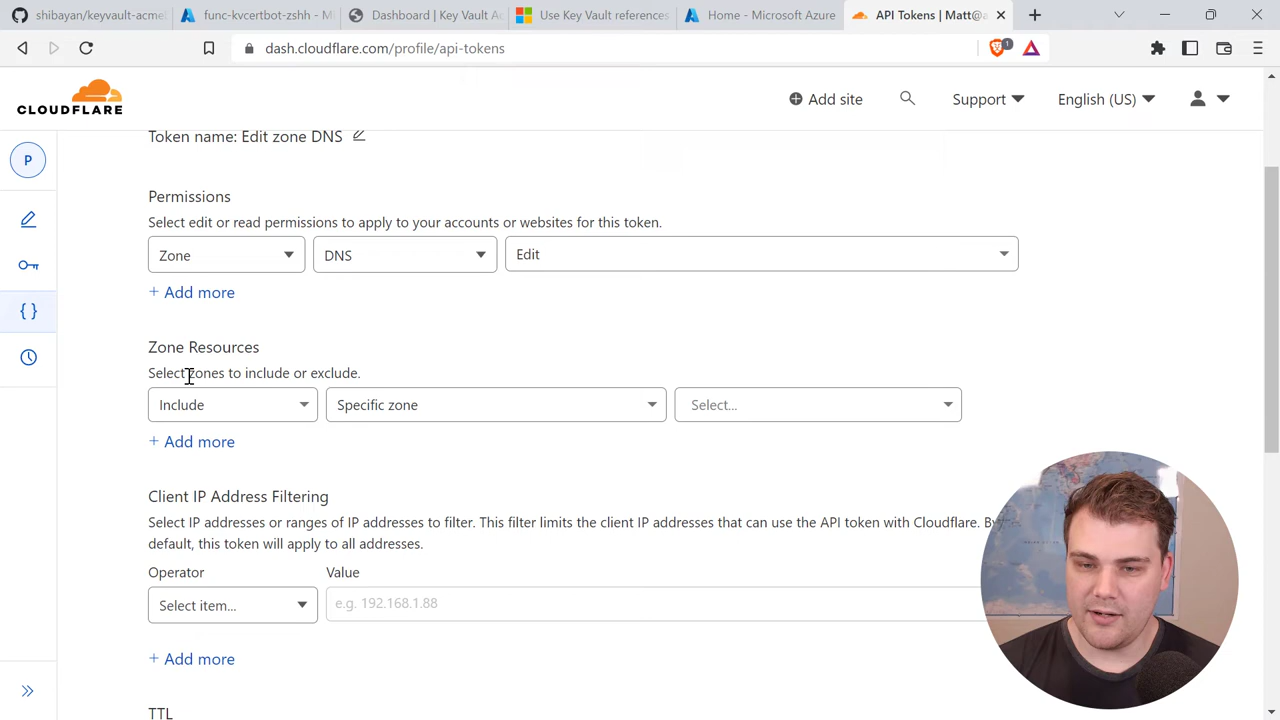 shibayan/keyvault-acme
func-kvcertbot-zshh - Mi
Dashboard | Key Vault A
Use Key Vault references
Home - Microsoft Azure
API Tokens | Matt@a
dash.cloudflare.com/profile/api-tokens
1
CLOUDFLARE
Add site
Support
English (US)
P
Token name: Edit zone DNS
Permissions
Select edit or read permissions to apply to your accounts or websites for this token.
Zone
DNS
Edit
+ Add more
Zone Resources
Select zones to include or exclude.
Include
Specific zone
Select...
+ Add more
Client IP Address Filtering
Select IP addresses or ranges of IP addresses to filter. This filter limits the client IP addresses that can use the API token with Cloudflare. By
default, this token will apply to all addresses.
Operator
Value
Select item...
e.g. 192.168.1.88
+ Add more
TTL